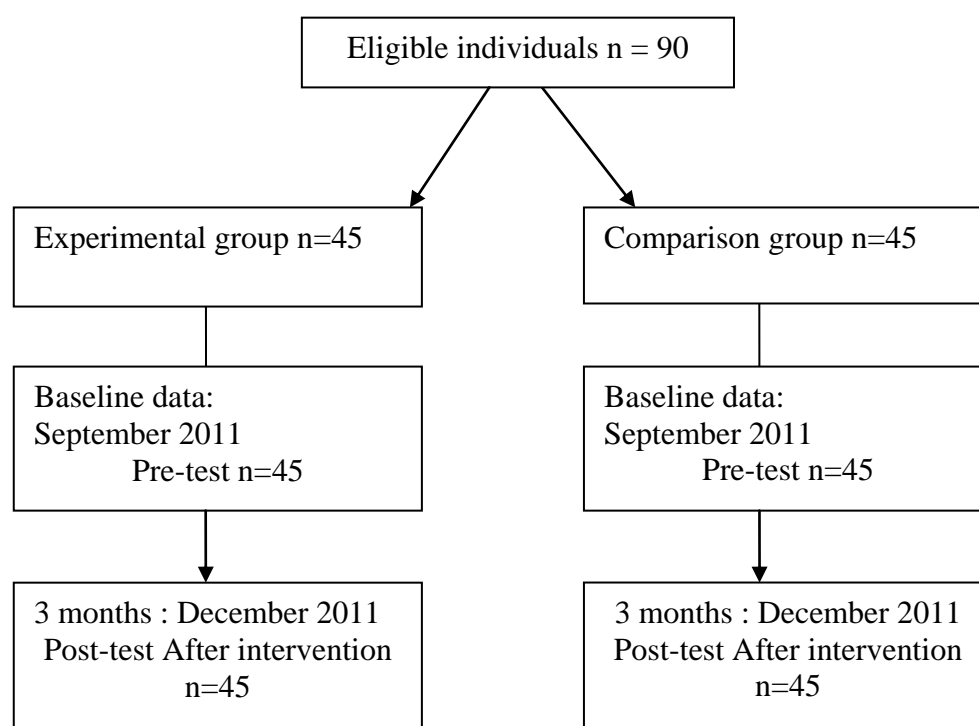 Eligible individuals n = 90
Experimental group n=45
Comparison group n=45
Baseline data:
September 2011
Pre-test n=45
Baseline data:
September 2011
Pre-test n=45
3 months : December 2011
Post-test After intervention
n=45
3 months : December 2011
Post-test After intervention
n=45